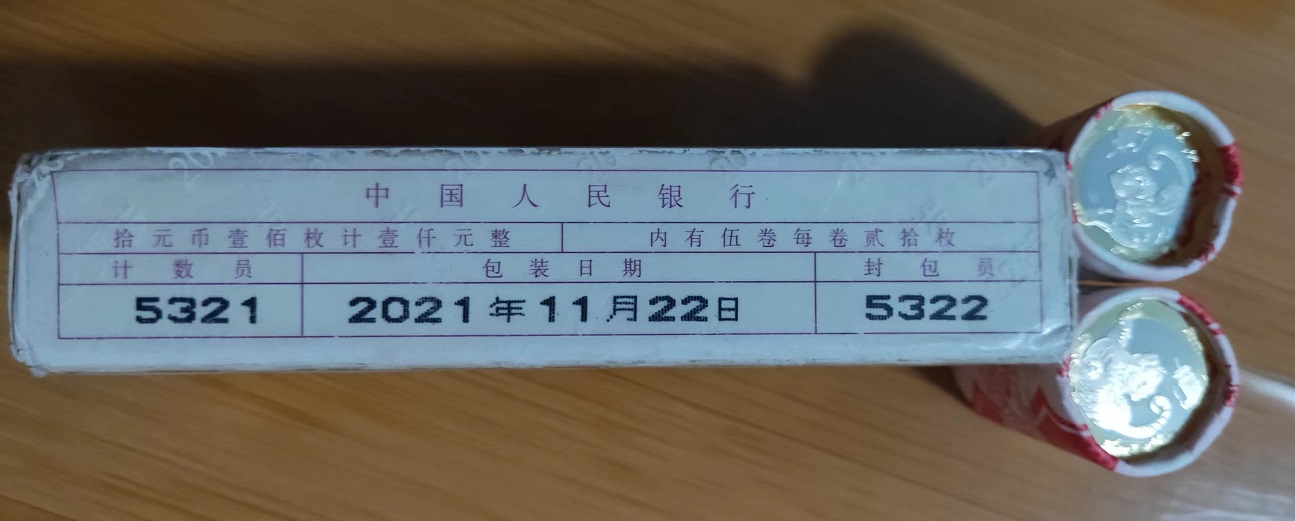 中国人民银行
拾元币壹佰枚计壹仟元整 内有伍卷每卷贰拾枚
计数员 包装日期 封包员
5321 2021年11月22日 5322